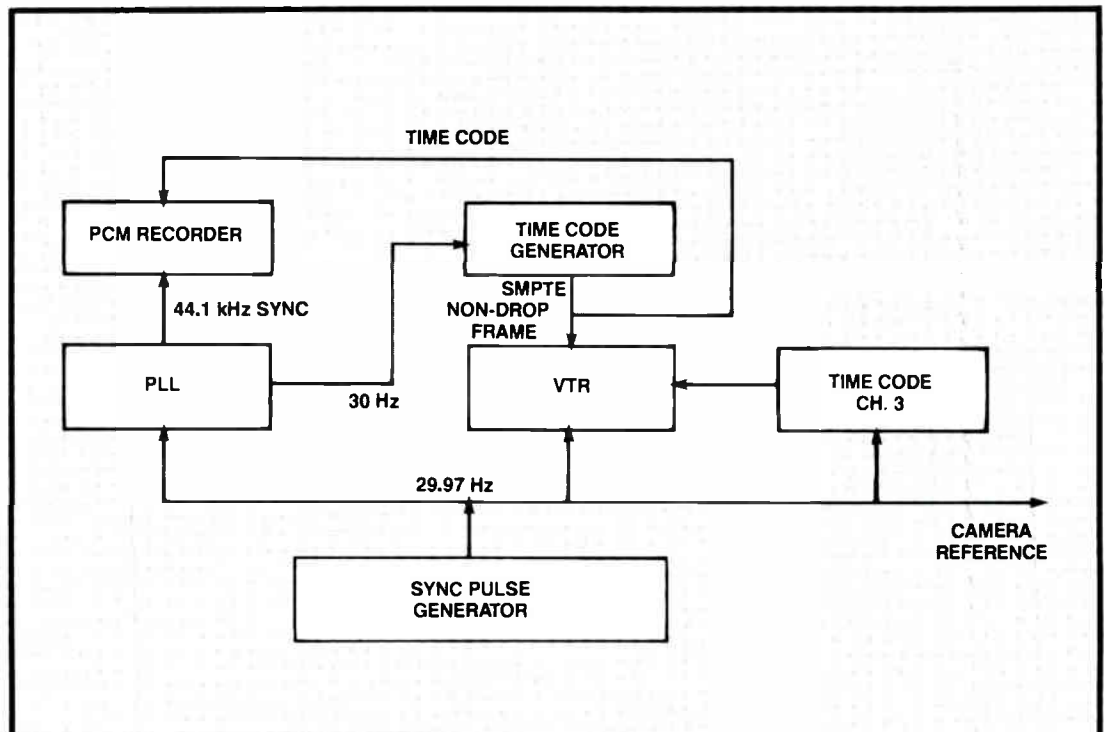 TIME CODE
PCM RECORDER
TIME CODE
GENERATOR
44.1 kHz SYNC
SMPTE
NON-DROP
FRAME
PLL
30 Hz
VTR
TIME CODE
CH. 3
29.97 Hz
CAMERA
REFERENCE
SYNC PULSE
GENERATOR